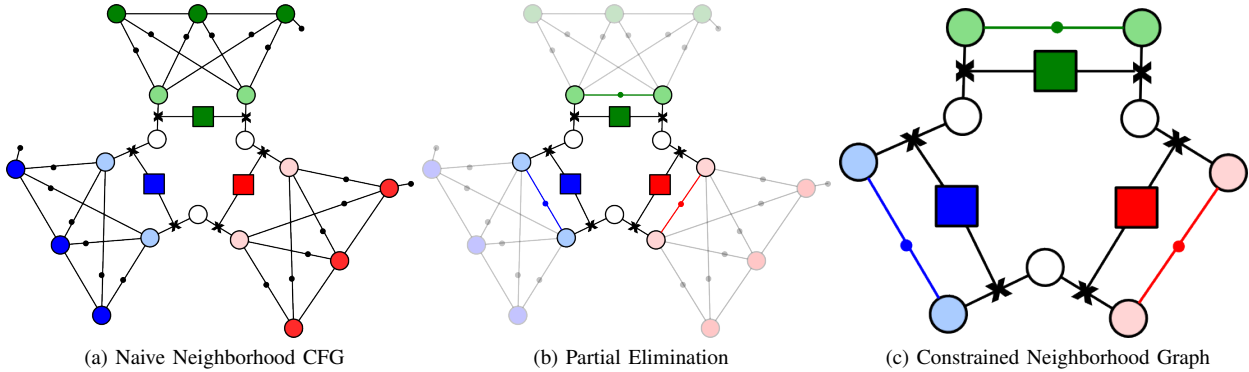 (a) Naive Neighborhood CFG
(b) Partial Elimination
(c) Constrained Neighborhood Graph